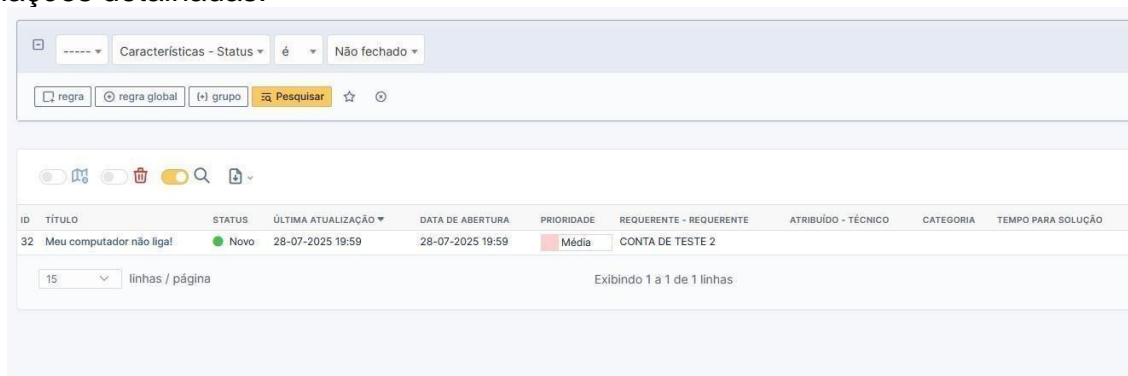 ações detalhadas.
----- Características - Status é Não fechado
regra regra global (+) grupo Pesquisar
ID TÍTULO STATUS ÚLTIMA ATUALIZAÇÃO DATA DE ABERTURA PRIORIDADE REQUERENTE - REQUERENTE ATRIBUÍDO - TÉCNICO CATEGORIA TEMPO PARA SOLUÇÃO
32 Meu computador não liga! Novo 28-07-2025 19:59 28-07-2025 19:59 Média CONTA DE TESTE 2
15 linhas / página Exibindo 1 a 1 de 1 linhas